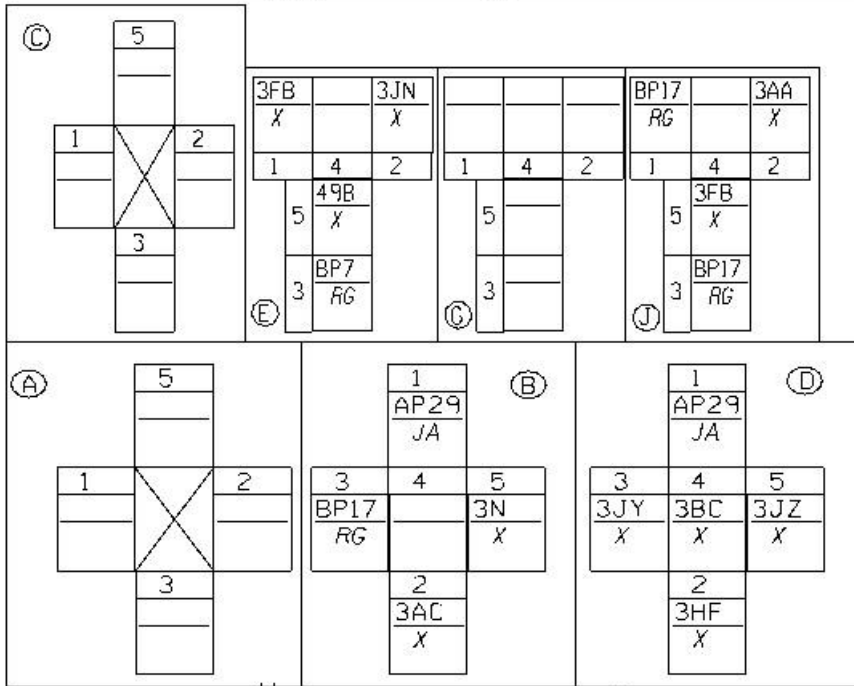 C
5
1 2
3
3FB 3JN
X X
1 4 2
5 49B
X
3 BP7
RG
E
1 4 2
5
3
G
BP17 3AA
RG X
1 4 2
5 3FB
X
3 BP17
RG
J
A
5
1 2
3
B
1
AP29
JA
3 4 5
BP17 3N
RG X
2
3AC
X
D
1
AP29
JA
3 4 5
3JY 3BC 3JZ
X X X
2
3HF
X